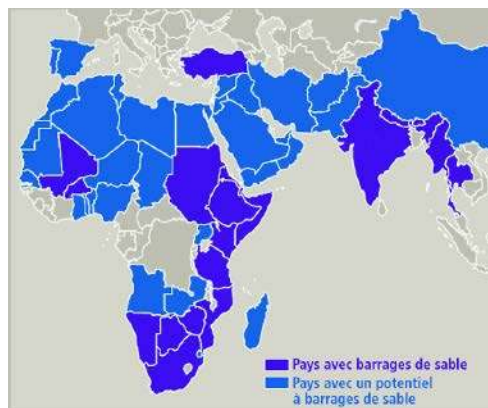 Pays avec barrages de sable
Pays avec un potentiel
à barrages de sable